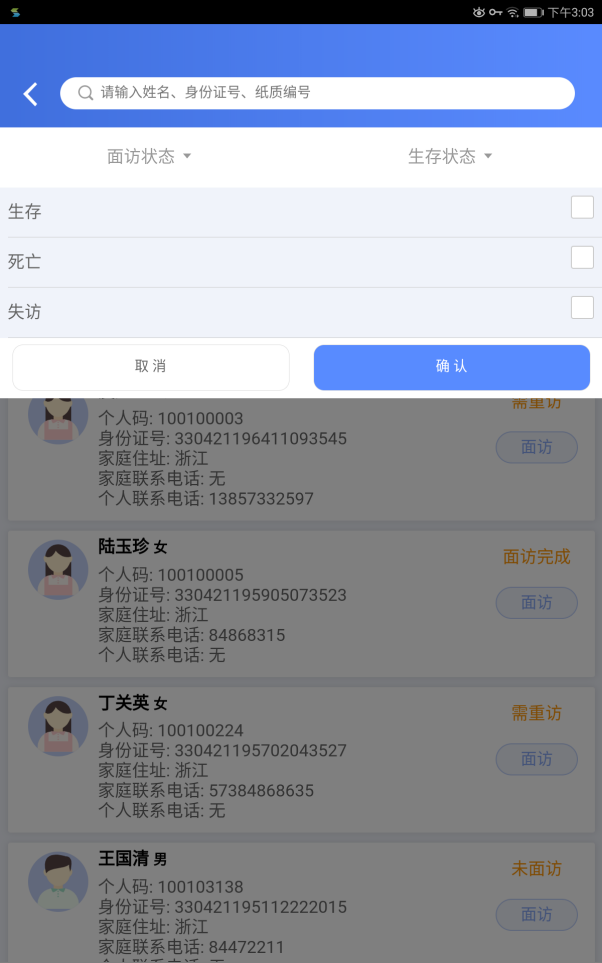 下午3:03
请输入姓名、身份证号、纸质编号
面访状态 生存状态
生存
死亡
失访
取消 确认
需重访
个人码: 100100003
身份证号: 330421196411093545
面访
家庭住址: 浙江
家庭联系电话: 无
个人联系电话: 13857332597
陆玉珍 女
面访完成
个人码: 100100005
身份证号: 330421195905073523
面访
家庭住址: 浙江
家庭联系电话: 84868315
个人联系电话: 无
丁关英 女
需重访
个人码: 100100224
身份证号: 330421195702043527
面访
家庭住址: 浙江
家庭联系电话: 57384868635
个人联系电话: 无
王国清 男
未面访
个人码: 100103138
身份证号: 330421195112222015
面访
家庭住址: 浙江
家庭联系电话: 84472211